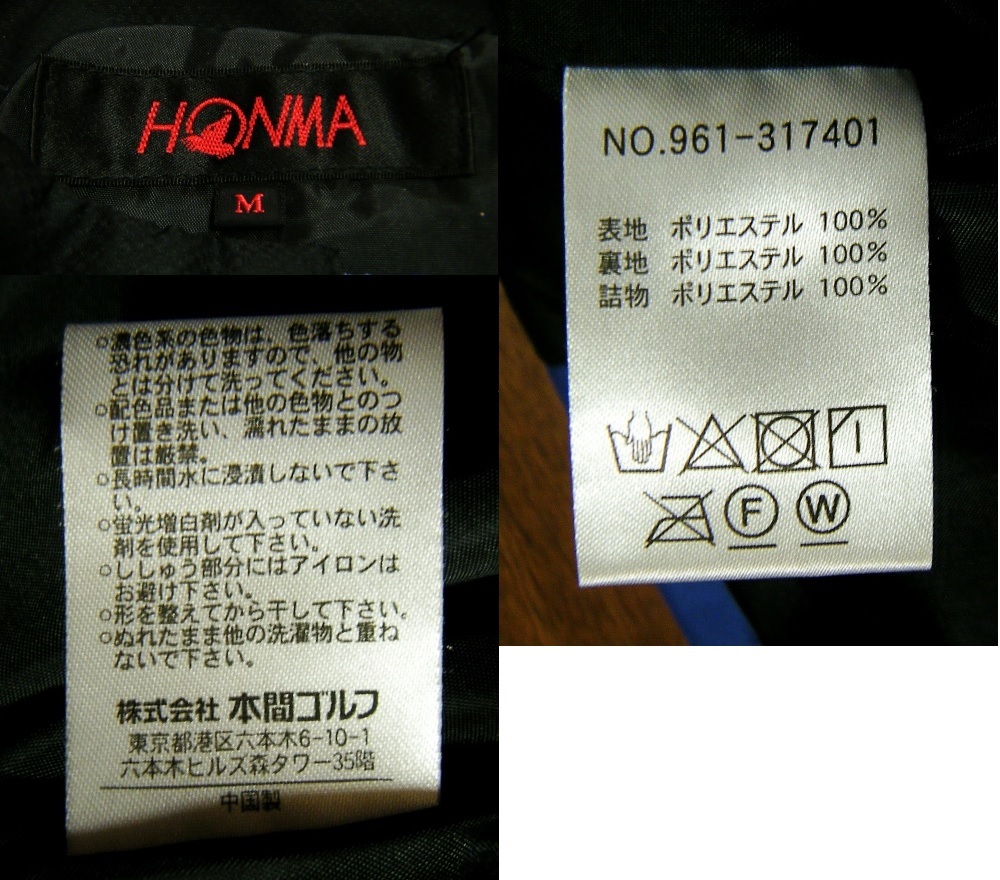 HONMA
M
NO.961-317401
表地 ポリエステル 100%
裏地 ポリエステル 100%
詰物 ポリエステル 100%
F W
○濃色系の色物は、色落ちする
恐れがありますので、他の物
とは分けて洗ってください。
○配色品または他の色物とのつ
け置き洗い、濡れたままの放
置は厳禁。
○長時間水に浸漬しないで下さ
い。
○蛍光増白剤が入っていない洗
剤を使用して下さい。
○ししゅう部分にはアイロンは
お避け下さい。
○形を整えてから干して下さい。
○ぬれたまま他の洗濯物と重ね
ないで下さい。
株式会社 本間ゴルフ
東京都港区六本木6-10-1
六本木ヒルズ森タワー35階
中国製